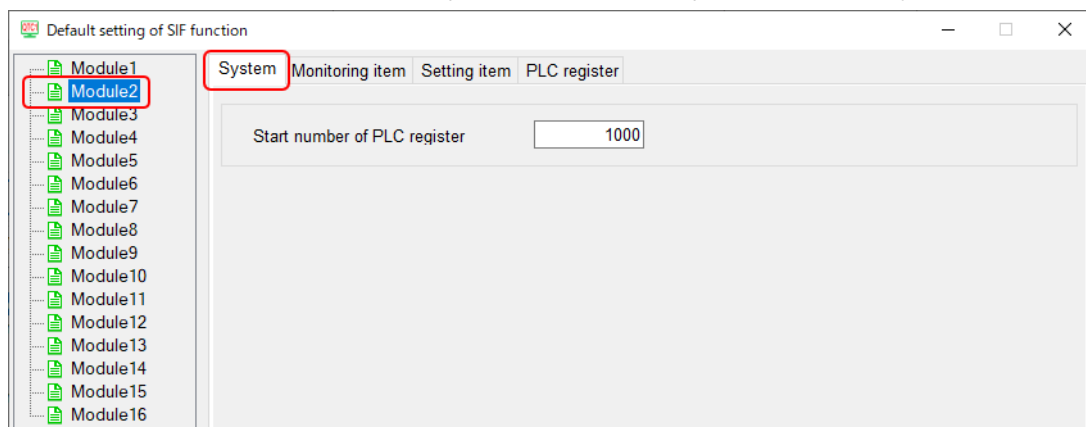 QTC1
Default setting of SIF function
Module1
Module2
Module3
Module4
Module5
Module6
Module7
Module8
Module9
Module10
Module11
Module12
Module13
Module14
Module15
Module16
System Monitoring item Setting item PLC register
Start number of PLC register 1000